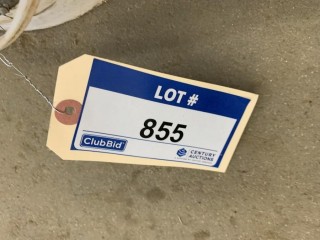 LOT #
855
ClubBid
CENTURY
AUCTIONS